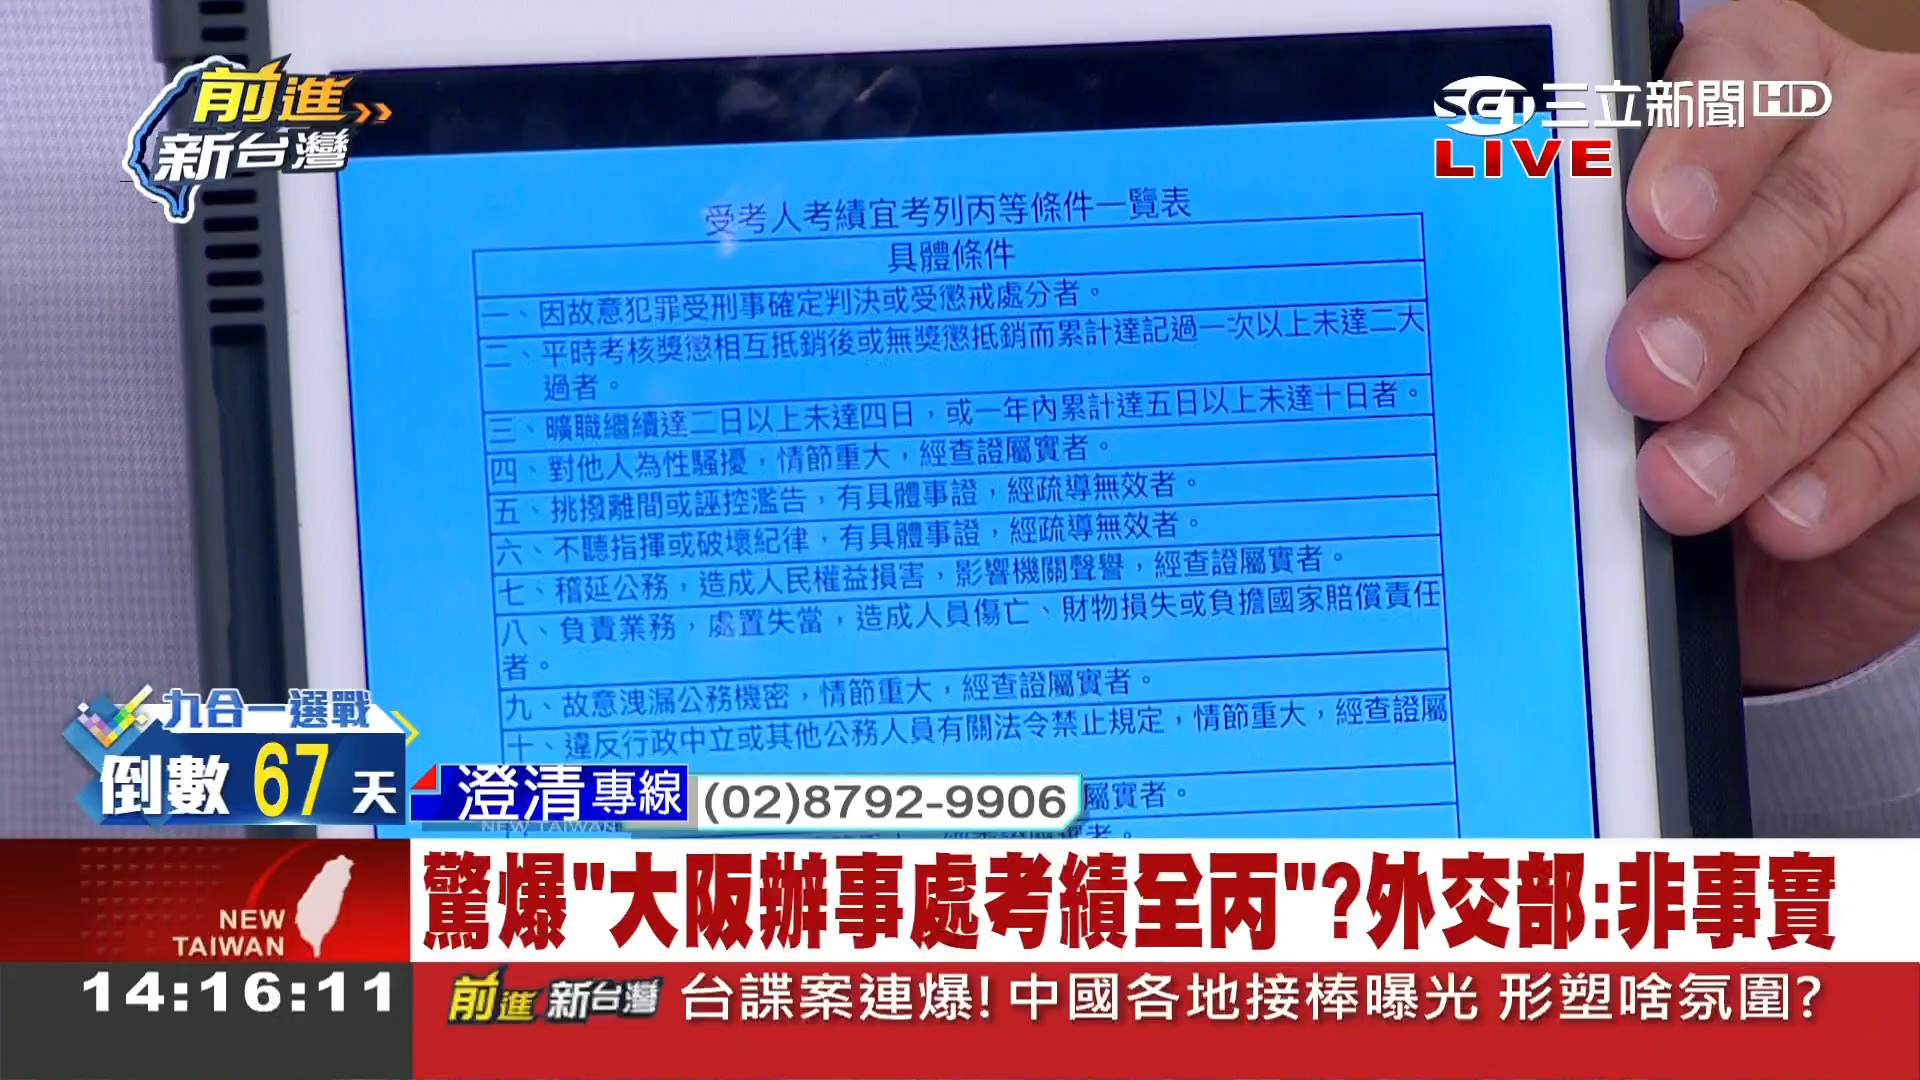 前進
新台灣
SET三立新聞HD
LIVE
受考人考績宜考列丙等條件一覽表
具體條件
一、因故意犯罪受刑事確定判決或受懲戒處分者。
二、平時考核獎懲相互抵銷後或無獎懲抵銷而累計達記過一次以上未達二大
過者。
三、曠職繼續達二日以上未達四日，或一年內累計達五日以上未達十日者。
四、對他人為性騷擾，情節重大，經查證屬實者。
五、挑撥離間或誣控濫告，有具體事證，經疏導無效者。
六、不聽指揮或破壞紀律，有具體事證，經疏導無效者。
七、稽延公務，造成人民權益損害，影響機關聲譽，經查證屬實者。
八、負責業務，處置失當，造成人員傷亡、財物損失或負擔國家賠償責任
者。
九、故意洩漏公務機密，情節重大，經查證屬實者。
十、違反行政中立或其他公務人員有關法令禁止規定，情節重大，經查證屬
屬實者。
九合一選戰
倒數 67 天
澄清專線 (02)8792-9906
NEW TAIWAN
驚爆"大阪辦事處考績全丙"?外交部:非事實
NEW
TAIWAN
14:16:11
前進新台灣 台諜案連爆!中國各地接棒曝光 形塑啥氛圍?